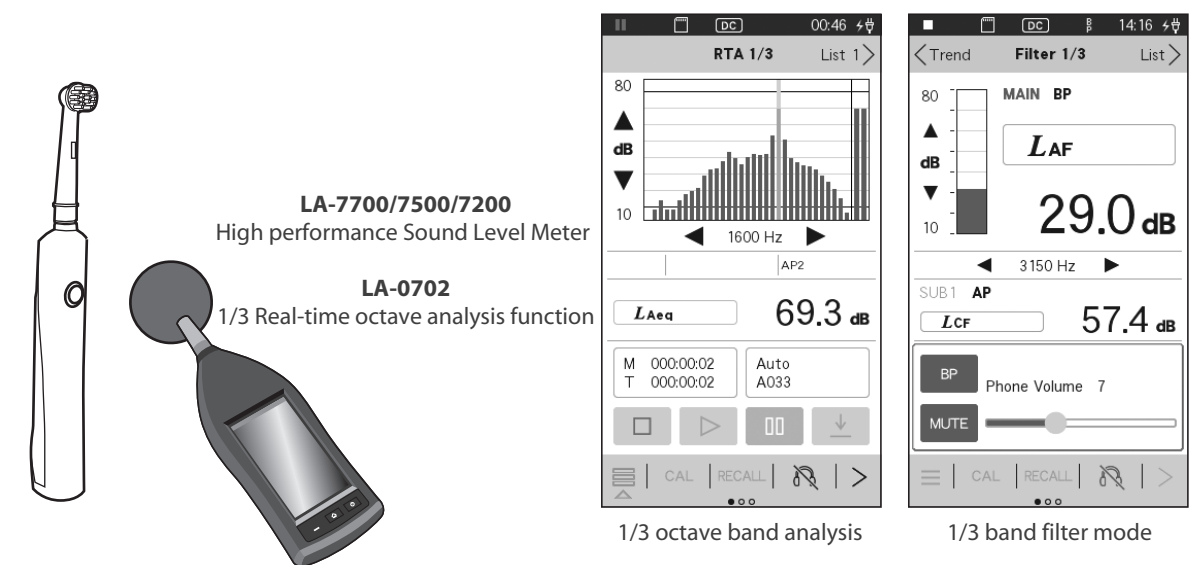 LA-7700/7500/7200
High performance Sound Level Meter
LA-0702
1/3 Real-time octave analysis function
DC 00:46
RTA 1/3 List 1
80
dB
10
1600 Hz
AP2
LAeq 69.3 dB
M 000:00:02
T 000:00:02
Auto
A033
CAL RECALL
1/3 octave band analysis
DC BP 14:16
Trend Filter 1/3 List
80
MAIN BP
LAF
dB
29.0 dB
10
3150 Hz
SUB1 AP
LCF 57.4 dB
BP
Phone Volume 7
MUTE
CAL RECALL
1/3 band filter mode